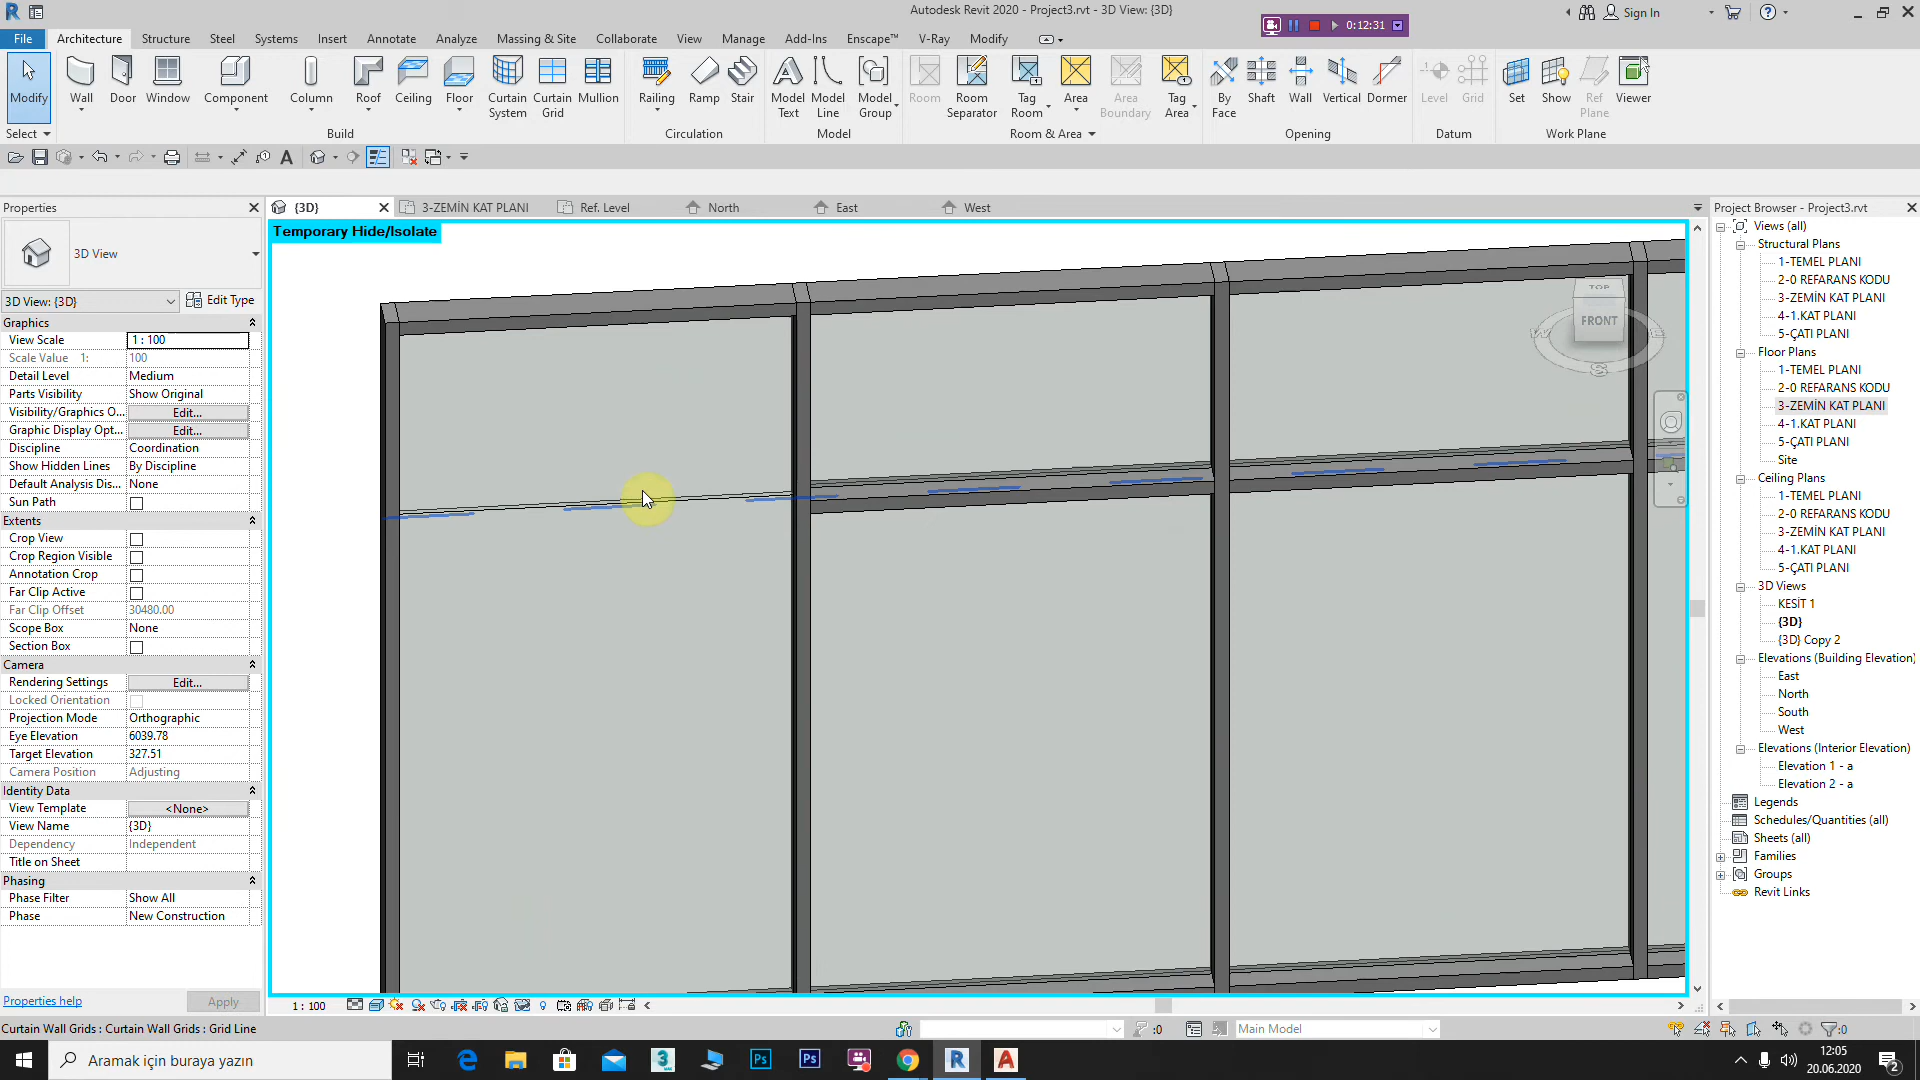 Autodesk Revit 2020 - Project3.rvt - 3D View: {3D}
0:12:31
Sign In
File
Architecture
Structure
Steel
Systems
Insert
Annotate
Analyze
Massing & Site
Collaborate
View
Manage
Add-Ins
Enscape™
V-Ray
Modify
Modify
Wall
Door
Window
Component
Column
Roof
Ceiling
Floor
Curtain System
Curtain Grid
Mullion
Railing
Ramp
Stair
Model Text
Model Line
Model Group
Room
Room Separator
Tag Room
Area
Area Boundary
Tag Area
By Face
Shaft
Wall
Vertical
Dormer
Level
Grid
Set
Show
Ref Plane
Viewer
Select
Build
Circulation
Model
Room & Area
Opening
Datum
Work Plane
Properties
{3D}
3-ZEMİN KAT PLANI
Ref. Level
North
East
West
Project Browser - Project3.rvt
3D View
3D View: {3D}
Edit Type
Graphics
View Scale 1 : 100
Scale Value 1: 100
Detail Level Medium
Parts Visibility Show Original
Visibility/Graphics O... Edit...
Graphic Display Opt... Edit...
Discipline Coordination
Show Hidden Lines By Discipline
Default Analysis Dis... None
Sun Path
Extents
Crop View
Crop Region Visible
Annotation Crop
Far Clip Active
Far Clip Offset 30480.00
Scope Box None
Section Box
Camera
Rendering Settings Edit...
Locked Orientation
Projection Mode Orthographic
Eye Elevation 6039.78
Target Elevation 327.51
Camera Position Adjusting
Identity Data
View Template <None>
View Name {3D}
Dependency Independent
Title on Sheet
Phasing
Phase Filter Show All
Phase New Construction
Properties help
Apply
Temporary Hide/Isolate
TOP
FRONT
S
Views (all)
Structural Plans
1-TEMEL PLANI
2-0 REFARANS KODU
3-ZEMİN KAT PLANI
4-1.KAT PLANI
5-ÇATI PLANI
Floor Plans
1-TEMEL PLANI
2-0 REFARANS KODU
3-ZEMİN KAT PLANI
4-1.KAT PLANI
5-ÇATI PLANI
Site
Ceiling Plans
1-TEMEL PLANI
2-0 REFARANS KODU
3-ZEMİN KAT PLANI
4-1.KAT PLANI
5-ÇATI PLANI
3D Views
KESİT 1
{3D}
{3D} Copy 2
Elevations (Building Elevation)
East
North
South
West
Elevations (Interior Elevation)
Elevation 1 - a
Elevation 2 - a
Legends
Schedules/Quantities (all)
Sheets (all)
Families
Groups
Revit Links
1 : 100
Curtain Wall Grids : Curtain Wall Grids : Grid Line
:0
Main Model
:0
Aramak için buraya yazın
12:05
20.06.2020
2